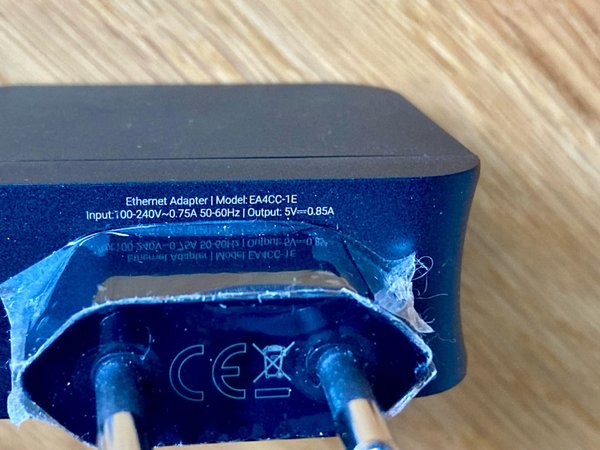 Ethernet Adapter | Model: EA4CC-1E
Input:100-240V~0.75A 50-60Hz | Output: 5V⎓0.85A
CE